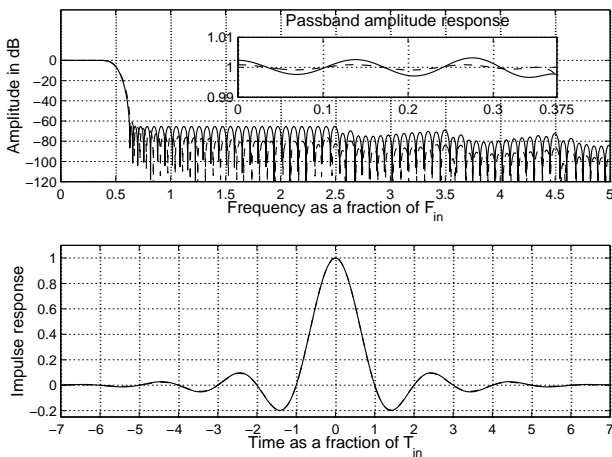 Passband amplitude response
1.01
1
0.99
0 0.1 0.2 0.3 0.375
Amplitude in dB
0
−20
−40
−60
−80
−100
−120
0 0.5 1 1.5 2 2.5 3 3.5 4 4.5 5
Frequency as a fraction of F_in
Impulse response
1
0.8
0.6
0.4
0.2
0
−0.2
−7 −6 −5 −4 −3 −2 −1 0 1 2 3 4 5 6 7
Time as a fraction of T_in